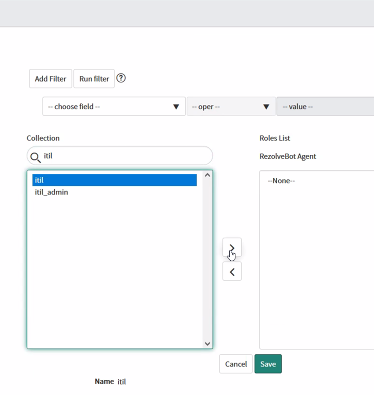 Add Filter Run filter ?
-- choose field -- -- oper -- -- value --
Collection Roles List
itil RezolveBot Agent
itil --None--
itil_admin
Cancel Save
Name itil